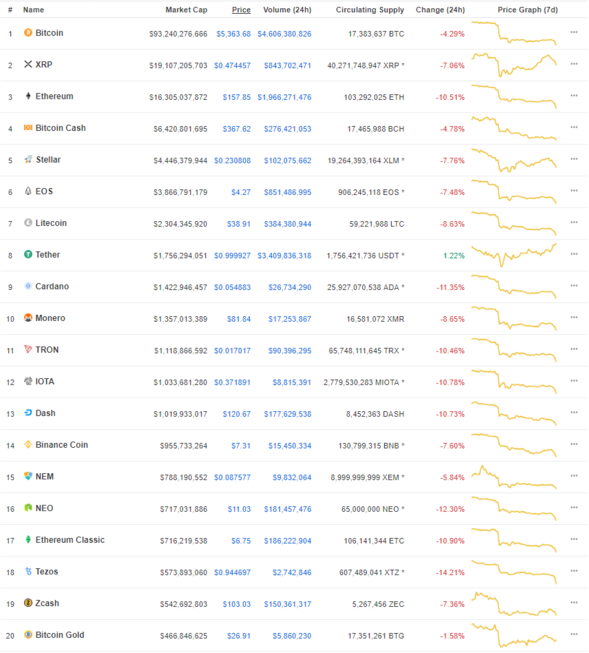 # Name Market Cap Price Volume (24h) Circulating Supply Change (24h) Price Graph (7d)
1 Bitcoin $93,240,276,666 $5,363.68 $4,606,380,826 17,383,637 BTC -4.29%
2 XRP $19,107,205,703 $0.474457 $843,702,471 40,271,748,947 XRP * -7.06%
3 Ethereum $16,305,037,872 $157.85 $1,966,271,476 103,292,025 ETH -10.51%
4 Bitcoin Cash $6,420,801,695 $367.62 $276,421,053 17,465,988 BCH -4.78%
5 Stellar $4,446,379,944 $0.230808 $102,075,662 19,264,393,164 XLM * -7.76%
6 EOS $3,866,791,179 $4.27 $851,486,995 906,245,118 EOS * -7.48%
7 Litecoin $2,304,345,920 $38.91 $384,380,944 59,221,988 LTC -8.63%
8 Tether $1,756,294,051 $0.999927 $3,409,836,318 1,756,421,736 USDT * 1.22%
9 Cardano $1,422,946,457 $0.054883 $26,734,290 25,927,070,538 ADA * -11.35%
10 Monero $1,357,013,389 $81.84 $17,253,867 16,581,072 XMR -8.65%
11 TRON $1,118,866,592 $0.017017 $90,396,295 65,748,111,645 TRX * -10.46%
12 IOTA $1,033,681,280 $0.371891 $8,815,391 2,779,530,283 MIOTA * -10.78%
13 Dash $1,019,933,017 $120.67 $177,629,538 8,452,363 DASH -10.73%
14 Binance Coin $955,733,264 $7.31 $15,450,334 130,799,315 BNB * -7.60%
15 NEM $788,190,552 $0.087577 $9,832,064 8,999,999,999 XEM * -5.84%
16 NEO $717,031,886 $11.03 $181,457,476 65,000,000 NEO * -12.30%
17 Ethereum Classic $716,219,538 $6.75 $186,222,904 106,141,344 ETC -10.90%
18 Tezos $573,893,060 $0.944697 $2,742,846 607,489,041 XTZ * -14.21%
19 Zcash $542,692,803 $103.03 $150,361,317 5,267,456 ZEC -7.36%
20 Bitcoin Gold $466,846,625 $26.91 $5,860,230 17,351,261 BTG -1.58%